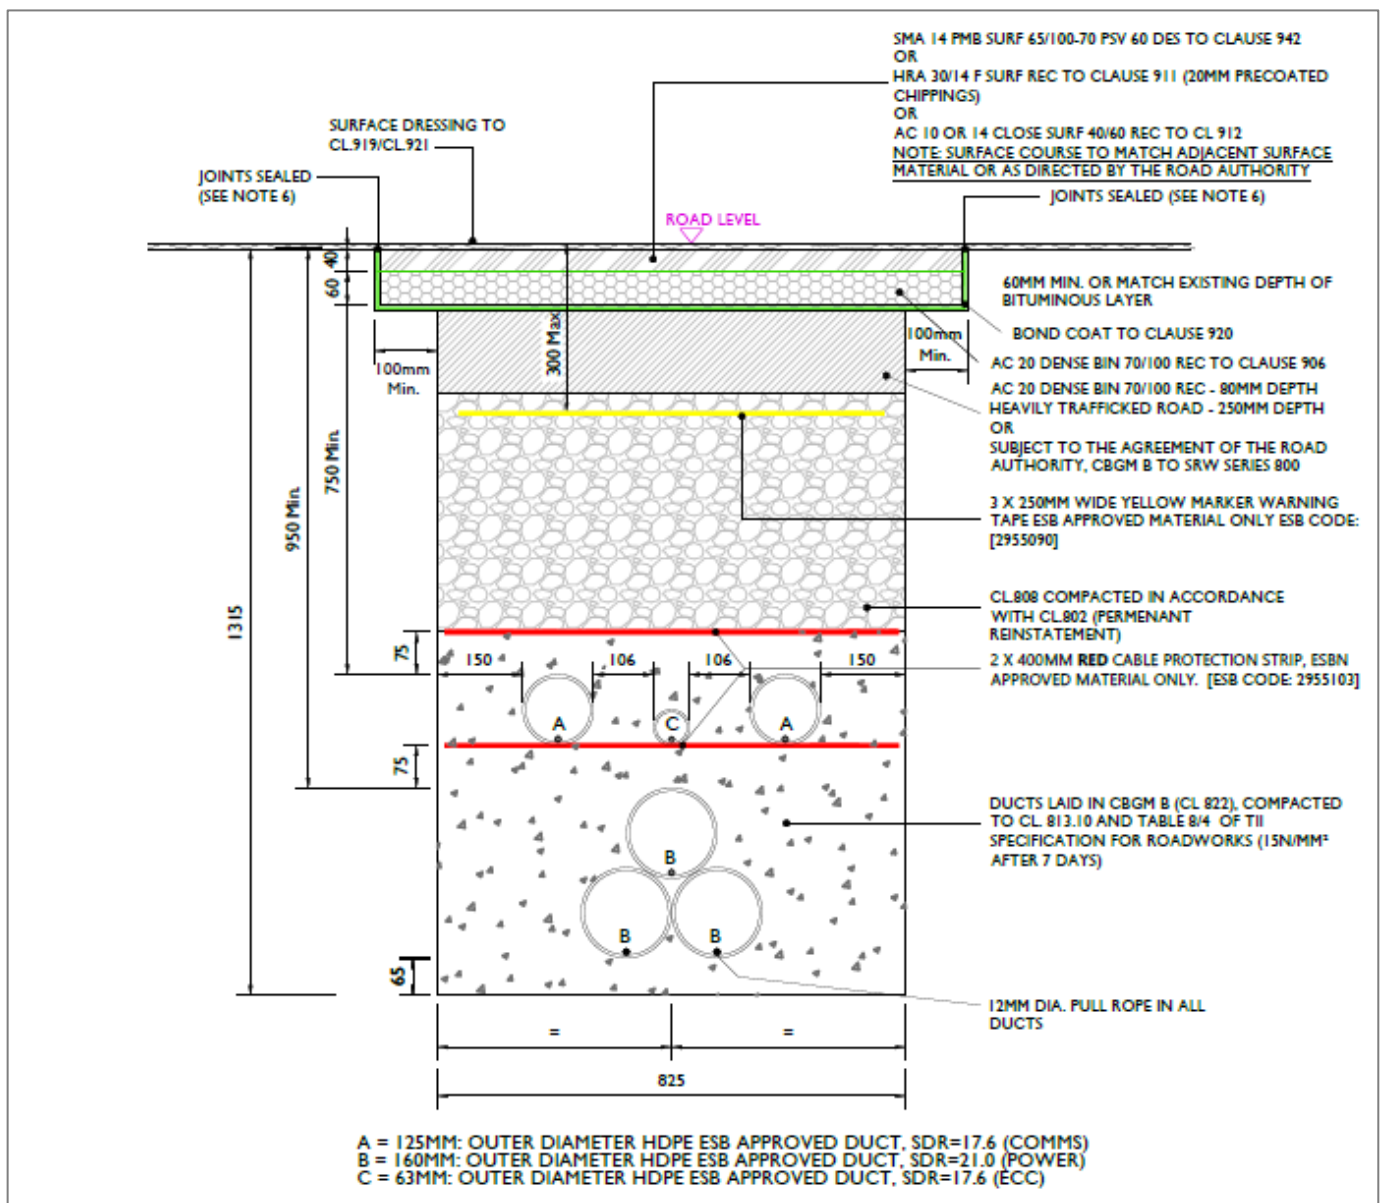 SMA 14 PMB SURF 65/100-70 PSV 60 DES TO CLAUSE 942
OR
HRA 30/14 F SURF REC TO CLAUSE 911 (20MM PRECOATED
CHIPPINGS)
OR
AC 10 OR 14 CLOSE SURF 40/60 REC TO CL 912
NOTE: SURFACE COURSE TO MATCH ADJACENT SURFACE
MATERIAL OR AS DIRECTED BY THE ROAD AUTHORITY
SURFACE DRESSING TO
CL.919/CL.921
JOINTS SEALED
(SEE NOTE 6)
JOINTS SEALED (SEE NOTE 6)
ROAD LEVEL
40
60
60MM MIN. OR MATCH EXISTING DEPTH OF
BITUMINOUS LAYER
BOND COAT TO CLAUSE 920
300 Max
100mm
Min.
100mm
Min.
AC 20 DENSE BIN 70/100 REC TO CLAUSE 906
AC 20 DENSE BIN 70/100 REC - 80MM DEPTH
HEAVILY TRAFFICKED ROAD - 250MM DEPTH
OR
SUBJECT TO THE AGREEMENT OF THE ROAD
AUTHORITY, CBGM B TO SRW SERIES 800
750 Min.
950 Min.
1315
3 X 250MM WIDE YELLOW MARKER WARNING
TAPE ESB APPROVED MATERIAL ONLY ESB CODE:
[2955090]
CL.808 COMPACTED IN ACCORDANCE
WITH CL.802 (PERMENANT
REINSTATEMENT)
2 X 400MM RED CABLE PROTECTION STRIP, ESBN
APPROVED MATERIAL ONLY. [ESB CODE: 2955103]
75
150
106
106
150
A
C
A
75
DUCTS LAID IN CBGM B (CL 822), COMPACTED
TO CL. 813.10 AND TABLE 8/4 OF TII
SPECIFICATION FOR ROADWORKS (15N/MM²
AFTER 7 DAYS)
B
B
B
65
12MM DIA. PULL ROPE IN ALL
DUCTS
=
=
825
A = 125MM: OUTER DIAMETER HDPE ESB APPROVED DUCT, SDR=17.6 (COMMS)
B = 160MM: OUTER DIAMETER HDPE ESB APPROVED DUCT, SDR=21.0 (POWER)
C = 63MM: OUTER DIAMETER HDPE ESB APPROVED DUCT, SDR=17.6 (ECC)